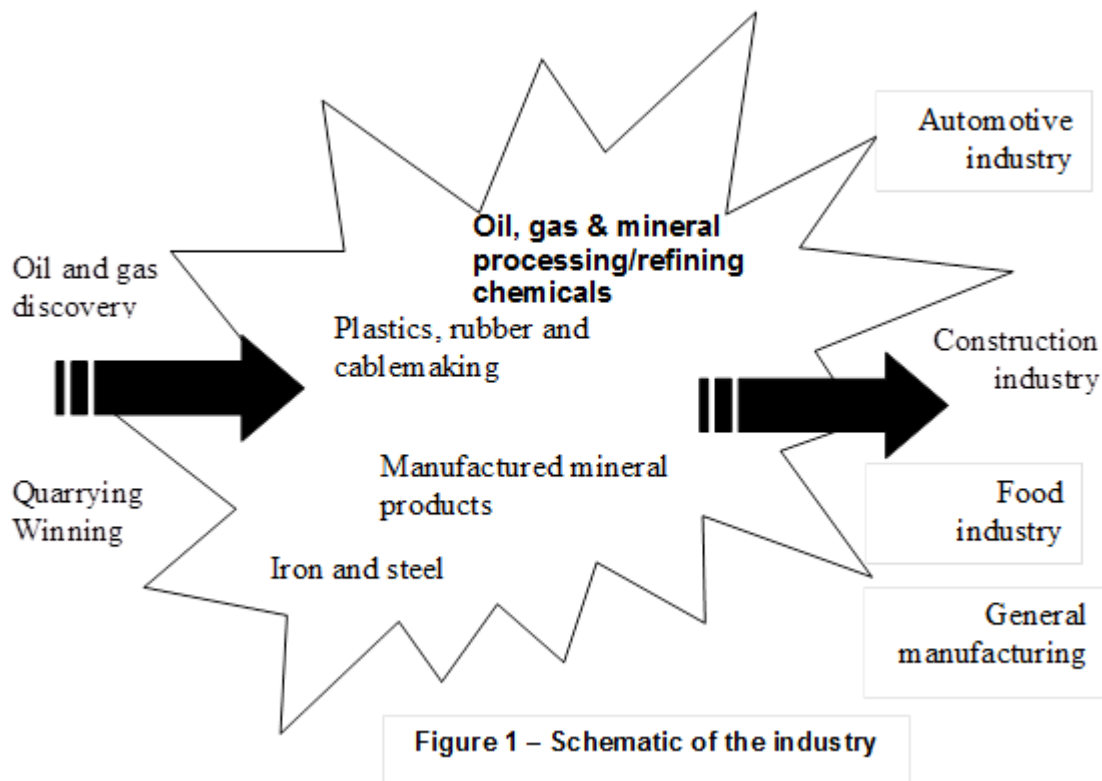 Automotive
industry
Oil, gas & mineral
processing/refining
chemicals
Oil and gas
discovery
Plastics, rubber and
cablemaking
Construction
industry
Manufactured mineral
products
Quarrying
Winning
Food
industry
Iron and steel
General
manufacturing
Figure 1 – Schematic of the industry